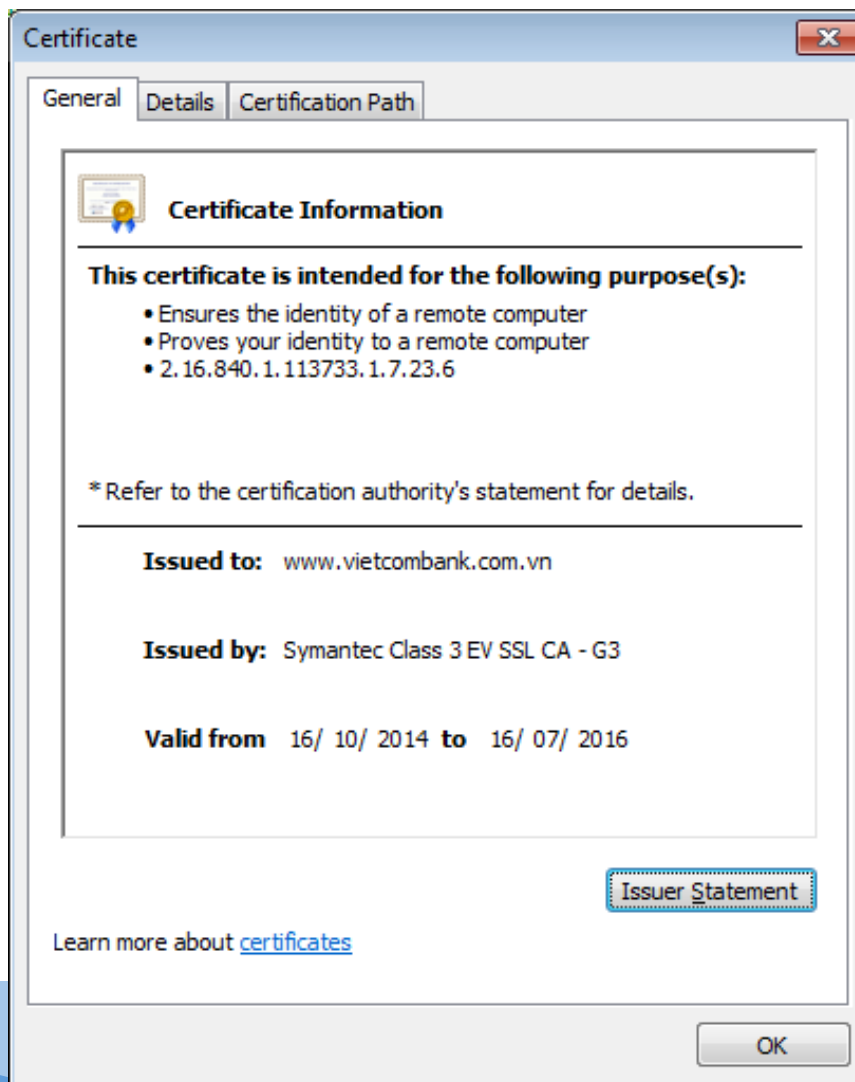 Certificate
General Details Certification Path
Certificate Information
This certificate is intended for the following purpose(s):
• Ensures the identity of a remote computer
• Proves your identity to a remote computer
• 2.16.840.1.113733.1.7.23.6
* Refer to the certification authority's statement for details.
Issued to: www.vietcombank.com.vn
Issued by: Symantec Class 3 EV SSL CA - G3
Valid from 16/ 10/ 2014 to 16/ 07/ 2016
Issuer Statement
Learn more about certificates
OK